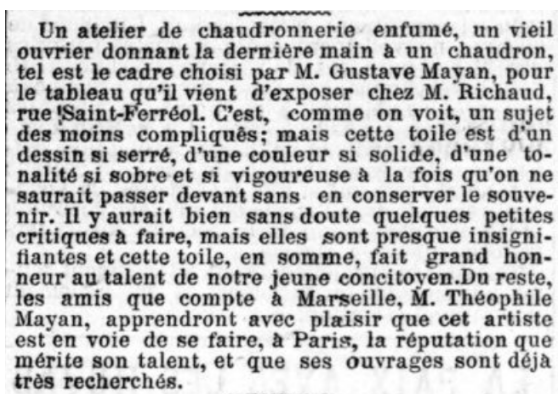 Un atelier de chaudronnerie enfumé, un vieil
ouvrier donnant la dernière main à un chaudron,
tel est le cadre choisi par M. Gustave Mayan, pour
le tableau qu'il vient d'exposer chez M. Richaud,
rue Saint-Ferréol. C'est, comme on voit, un sujet
des moins compliqués; mais cette toile est d'un
dessin si serré, d'une couleur si solide, d'une to-
nalité si sobre et si vigoureuse à la fois qu'on ne
saurait passer devant sans en conserver le souve-
nir. Il y aurait bien sans doute quelques petites
critiques à faire, mais elles sont presque insigni-
fiantes et cette toile, en somme, fait grand hon-
neur au talent de notre jeune concitoyen. Du reste,
les amis que compte à Marseille, M. Théophile
Mayan, apprendront avec plaisir que cet artiste
est en voie de se faire, à Paris, la réputation que
mérite son talent, et que ses ouvrages sont déjà
très recherchés.